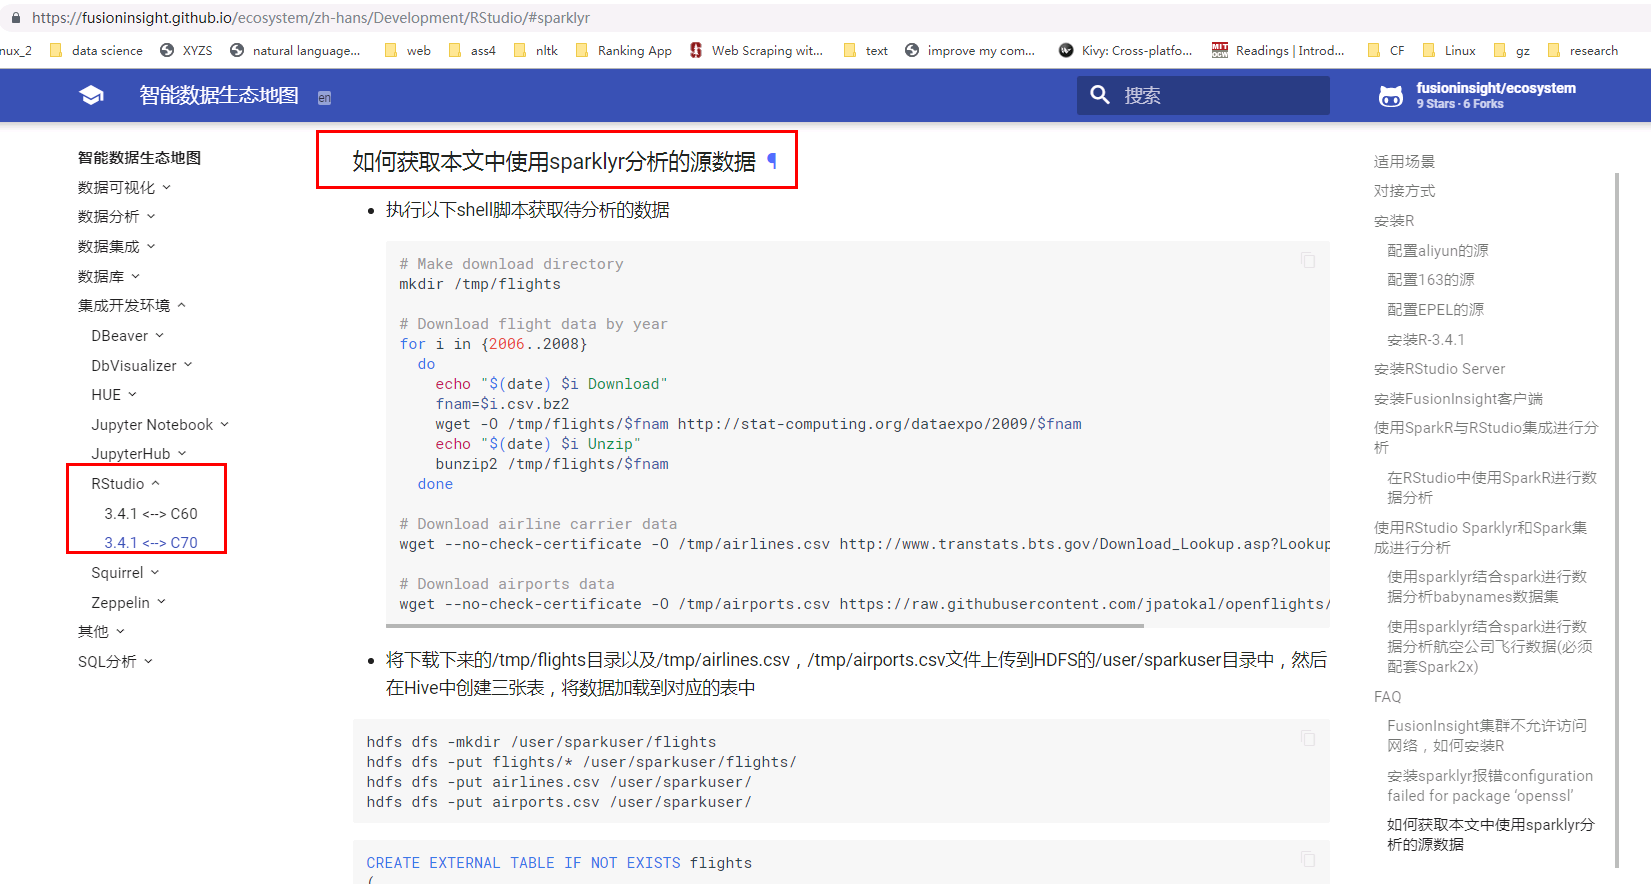 https://fusioninsight.github.io/ecosystem/zh-hans/Development/RStudio/#sparklyr
nux_2 data science XYZS natural language... web ass4 nltk Ranking App Web Scraping wit... text improve my com... Kivy: Cross-platfo... Readings | Introd... CF Linux gz research
智能数据生态地图 en
搜索
fusioninsight/ecosystem
9 Stars · 6 Forks
智能数据生态地图
数据可视化
数据分析
数据集成
数据库
集成开发环境
DBeaver
DbVisualizer
HUE
Jupyter Notebook
JupyterHub
RStudio
3.4.1 <--> C60
3.4.1 <--> C70
Squirrel
Zeppelin
其他
SQL分析
如何获取本文中使用sparklyr分析的源数据 ¶
• 执行以下shell脚本获取待分析的数据
# Make download directory
mkdir /tmp/flights
# Download flight data by year
for i in {2006..2008}
do
echo "$(date) $i Download"
fnam=$i.csv.bz2
wget -O /tmp/flights/$fnam http://stat-computing.org/dataexpo/2009/$fnam
echo "$(date) $i Unzip"
bunzip2 /tmp/flights/$fnam
done
# Download airline carrier data
wget --no-check-certificate -O /tmp/airlines.csv http://www.transtats.bts.gov/Download_Lookup.asp?Lookup
# Download airports data
wget --no-check-certificate -O /tmp/airports.csv https://raw.githubusercontent.com/jpatokal/openflights/
• 将下载下来的/tmp/flights目录以及/tmp/airlines.csv，/tmp/airports.csv文件上传到HDFS的/user/sparkuser目录中，然后
在Hive中创建三张表，将数据加载到对应的表中
hdfs dfs -mkdir /user/sparkuser/flights
hdfs dfs -put flights/* /user/sparkuser/flights/
hdfs dfs -put airlines.csv /user/sparkuser/
hdfs dfs -put airports.csv /user/sparkuser/
CREATE EXTERNAL TABLE IF NOT EXISTS flights
(
适用场景
对接方式
安装R
配置aliyun的源
配置163的源
配置EPEL的源
安装R-3.4.1
安装RStudio Server
安装FusionInsight客户端
使用SparkR与RStudio集成进行分
析
在RStudio中使用SparkR进行数
据分析
使用RStudio Sparklyr和Spark集
成进行分析
使用sparklyr结合spark进行数
据分析babynames数据集
使用sparklyr结合spark进行数
据分析航空公司飞行数据(必须
配套Spark2x)
FAQ
FusionInsight集群不允许访问
网络，如何安装R
安装sparklyr报错configuration
failed for package ‘openssl’
如何获取本文中使用sparklyr分
析的源数据